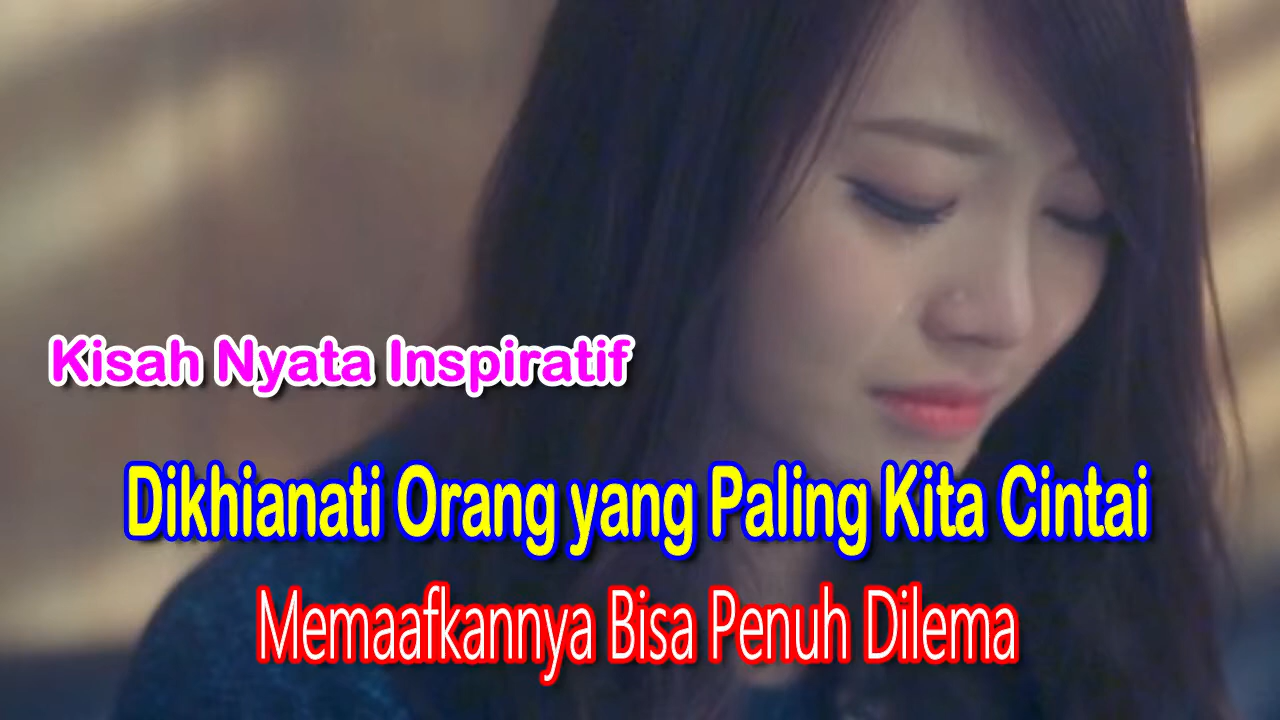 Kisah Nyata Inspiratif
Dikhianati Orang yang Paling Kita Cintai
Memaafkannya Bisa Penuh Dilema